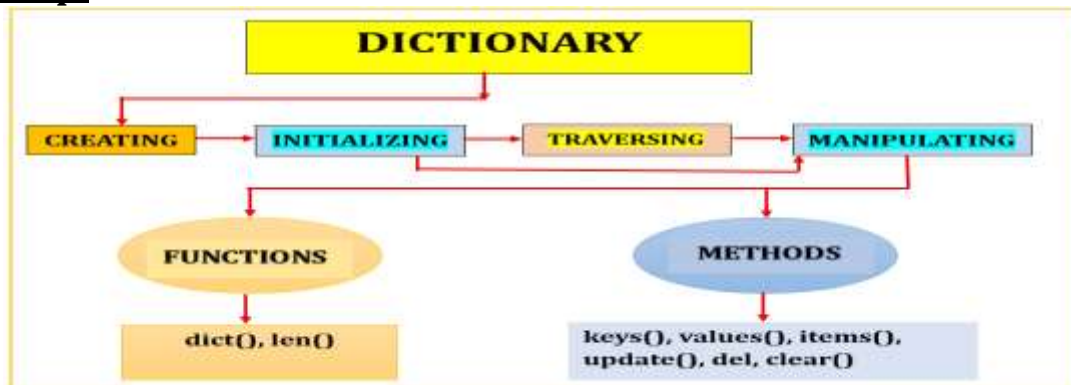 DICTIONARY
CREATING
INITIALIZING
TRAVERSING
MANIPULATING
FUNCTIONS
METHODS
dict(), len()
keys(), values(), items(),
update(), del, clear()